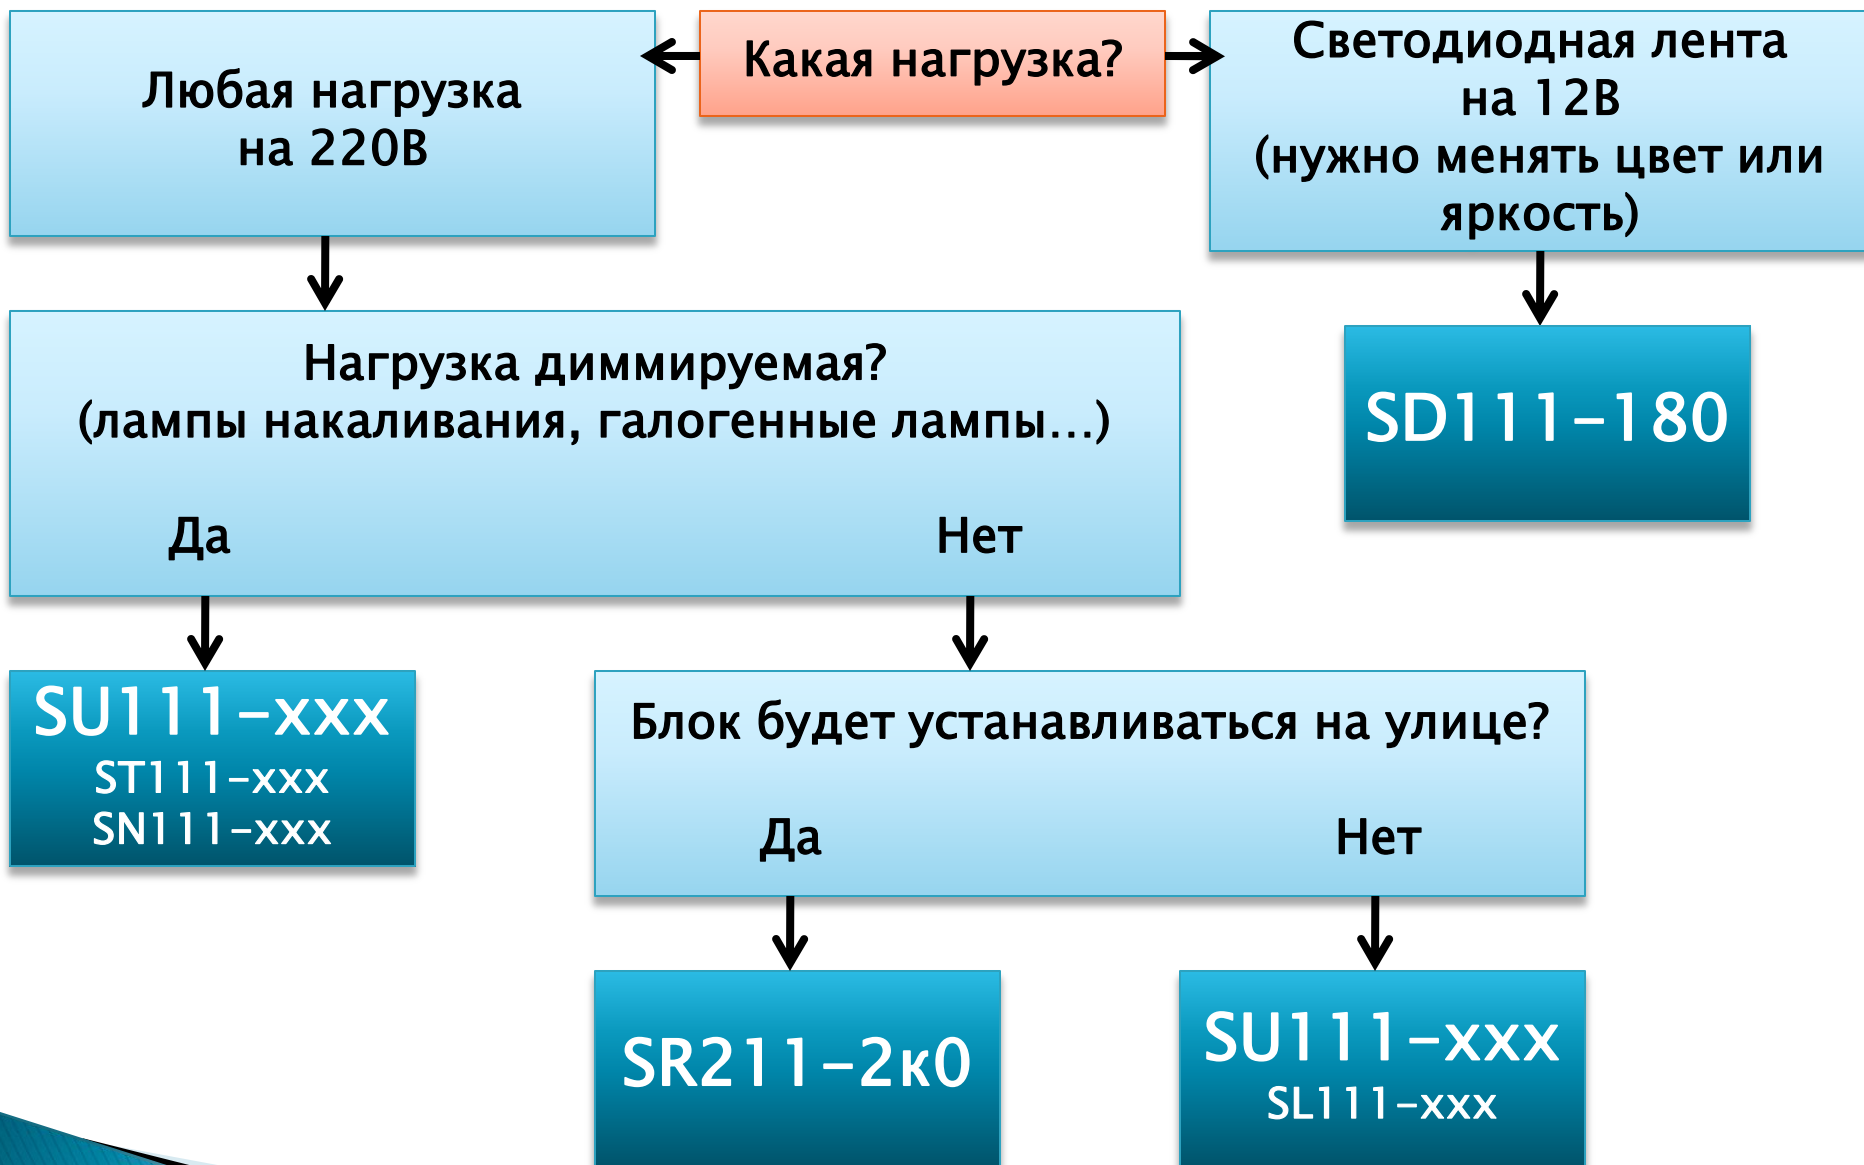 Какая нагрузка?
Любая нагрузка
на 220В
Светодиодная лента
на 12В
(нужно менять цвет или
яркость)
Нагрузка диммируемая?
(лампы накаливания, галогенные лампы…)
Да
Нет
SD111-180
SU111-xxx
ST111-xxx
SN111-xxx
Блок будет устанавливаться на улице?
Да
Нет
SR211-2к0
SU111-xxx
SL111-xxx